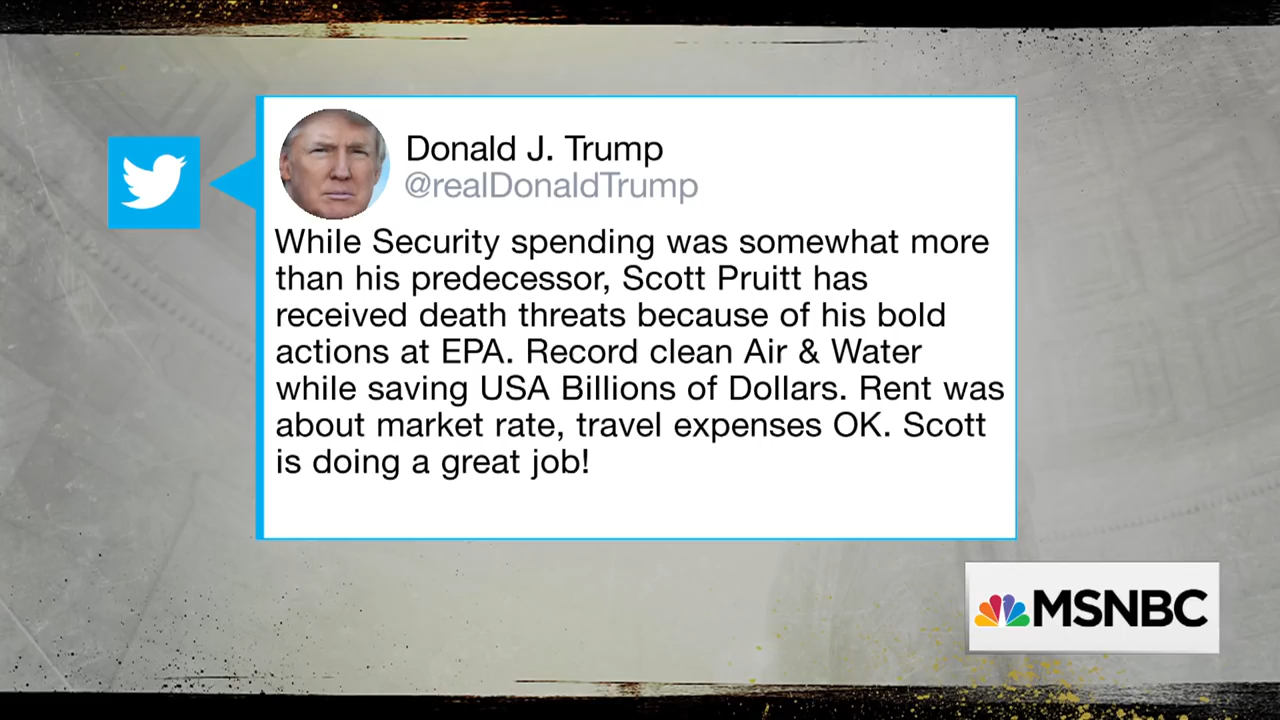 Donald J. Trump
@realDonaldTrump
While Security spending was somewhat more
than his predecessor, Scott Pruitt has
received death threats because of his bold
actions at EPA. Record clean Air & Water
while saving USA Billions of Dollars. Rent was
about market rate, travel expenses OK. Scott
is doing a great job!
MSNBC